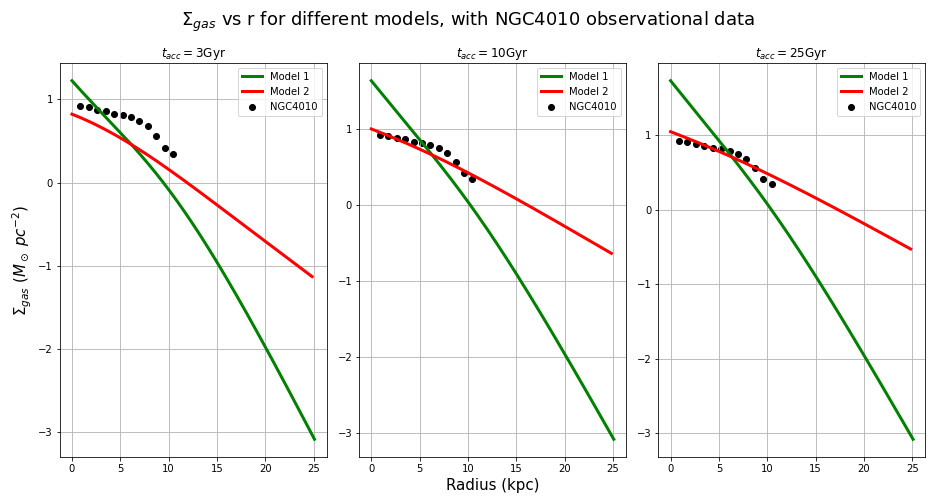 Σgas vs r for different models, with NGC4010 observational data
tacc = 3Gyr
Model 1
Model 2
NGC4010
1
0
−1
−2
−3
0 5 10 15 20 25
Σgas (M⊙ pc−2)
tacc = 10Gyr
Model 1
Model 2
NGC4010
1
0
−1
−2
−3
0 5 10 15 20 25
Radius (kpc)
tacc = 25Gyr
Model 1
Model 2
NGC4010
1
0
−1
−2
−3
0 5 10 15 20 25